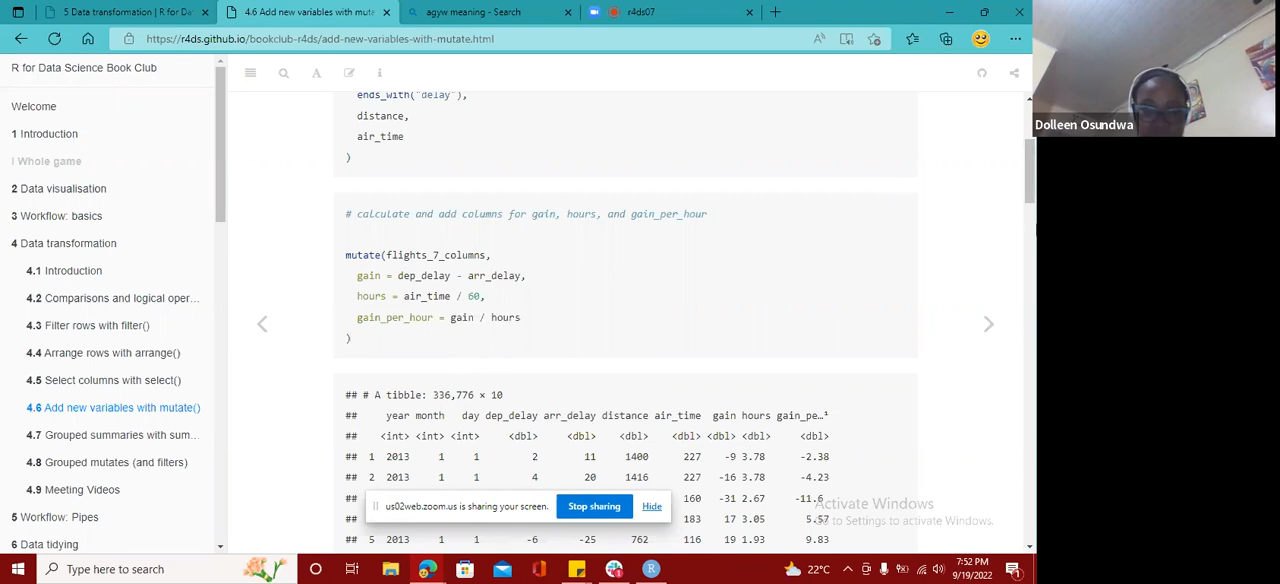 5 Data transformation | R for Dat
4.6 Add new variables with muta
agyw meaning - Search
r4ds07
https://r4ds.github.io/bookclub-r4ds/add-new-variables-with-mutate.html
R for Data Science Book Club
Welcome
1 Introduction
I Whole game
2 Data visualisation
3 Workflow: basics
4 Data transformation
4.1 Introduction
4.2 Comparisons and logical oper...
4.3 Filter rows with filter()
4.4 Arrange rows with arrange()
4.5 Select columns with select()
4.6 Add new variables with mutate()
4.7 Grouped summaries with sum...
4.8 Grouped mutates (and filters)
4.9 Meeting Videos
5 Workflow: Pipes
6 Data tidying
ends_with("delay"),
distance,
air_time
)
# calculate and add columns for gain, hours, and gain_per_hour
mutate(flights_7_columns,
gain = dep_delay - arr_delay,
hours = air_time / 60,
gain_per_hour = gain / hours
)
## # A tibble: 336,776 × 10
## year month day dep_delay arr_delay distance air_time gain hours gain_pe…¹
## <int> <int> <int> <dbl> <dbl> <dbl> <dbl> <dbl> <dbl> <dbl>
## 1 2013 1 1 2 11 1400 227 -9 3.78 -2.38
## 2 2013 1 1 4 20 1416 227 -16 3.78 -4.23
## 160 -31 2.67 -11.6
## 183 17 3.05 5.57
## 5 2013 1 1 -6 -25 762 116 19 1.93 9.83
us02web.zoom.us is sharing your screen.
Stop sharing
Hide
Activate Windows
Go to Settings to activate Windows.
Dolleen Osundwa
Type here to search
22°C
7:52 PM
9/19/2022